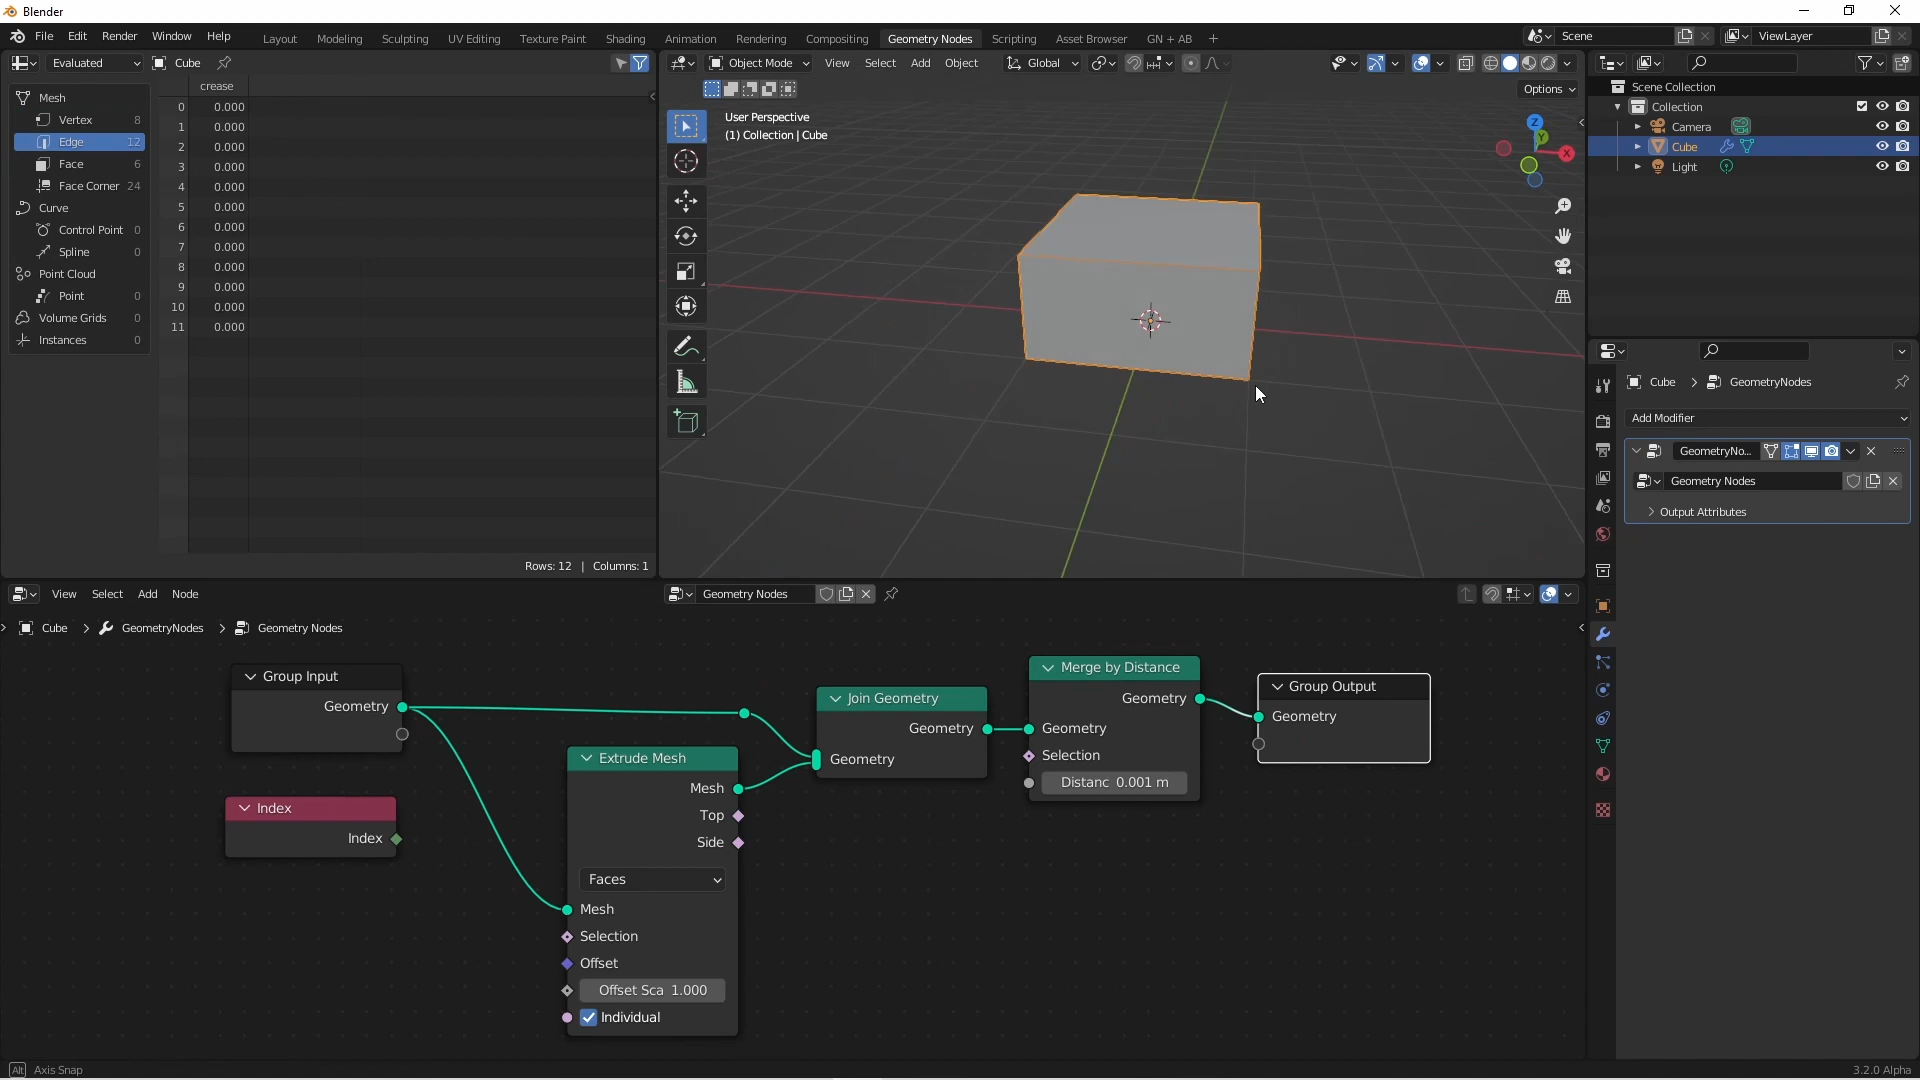 Blender
File Edit Render Window Help
Layout Modeling Sculpting UV Editing Texture Paint Shading Animation Rendering Compositing Geometry Nodes Scripting Asset Browser GN + AB +
Scene
ViewLayer
Evaluated
Cube
Object Mode View Select Add Object
Global
Options
Mesh
Vertex 8
Edge 12
Face 6
Face Corner 24
Curve
Control Point 0
Spline 0
Point Cloud
Point 0
Volume Grids 0
Instances 0
crease
0 0.000
1 0.000
2 0.000
3 0.000
4 0.000
5 0.000
6 0.000
7 0.000
8 0.000
9 0.000
10 0.000
11 0.000
Rows: 12 | Columns: 1
User Perspective
(1) Collection | Cube
Z
Y
X
Scene Collection
Collection
Camera
Cube
Light
Cube > GeometryNodes
Add Modifier
GeometryNo...
Geometry Nodes
Output Attributes
View Select Add Node
Geometry Nodes
Cube > GeometryNodes > Geometry Nodes
Group Input
Geometry
Index
Index
Extrude Mesh
Mesh
Top
Side
Faces
Mesh
Selection
Offset
Offset Sca 1.000
Individual
Join Geometry
Geometry
Geometry
Merge by Distance
Geometry
Geometry
Selection
Distanc 0.001 m
Group Output
Geometry
Alt Axis Snap
3.2.0 Alpha